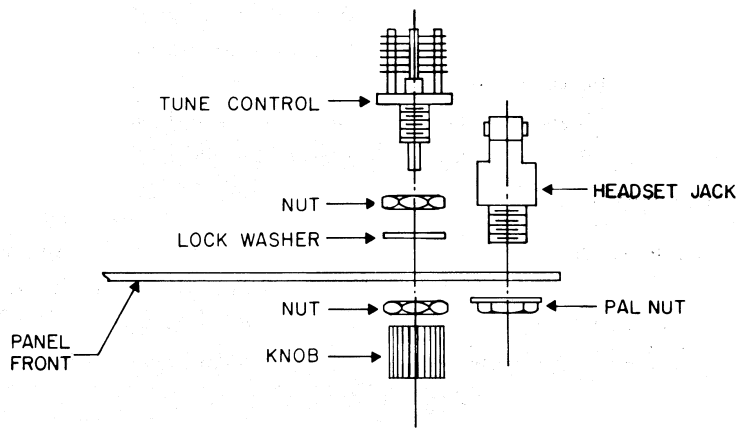 TUNE CONTROL
HEADSET JACK
NUT
LOCK WASHER
NUT
PAL NUT
PANEL
FRONT
KNOB